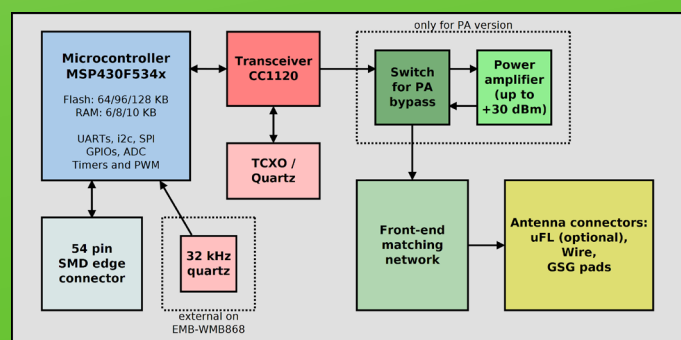 only for PA version
Microcontroller
MSP430F534x
Flash: 64/96/128 KB
RAM: 6/8/10 KB
UARTs, i2c, SPI
GPIOs, ADC
Timers and PWM
Transceiver
CC1120
Switch
for PA
bypass
Power
amplifier
(up to
+30 dBm)
TCXO /
Quartz
54 pin
SMD edge
connector
32 kHz
quartz
external on
EMB-WMB868
Front-end
matching
network
Antenna connectors:
uFL (optional),
Wire,
GSG pads